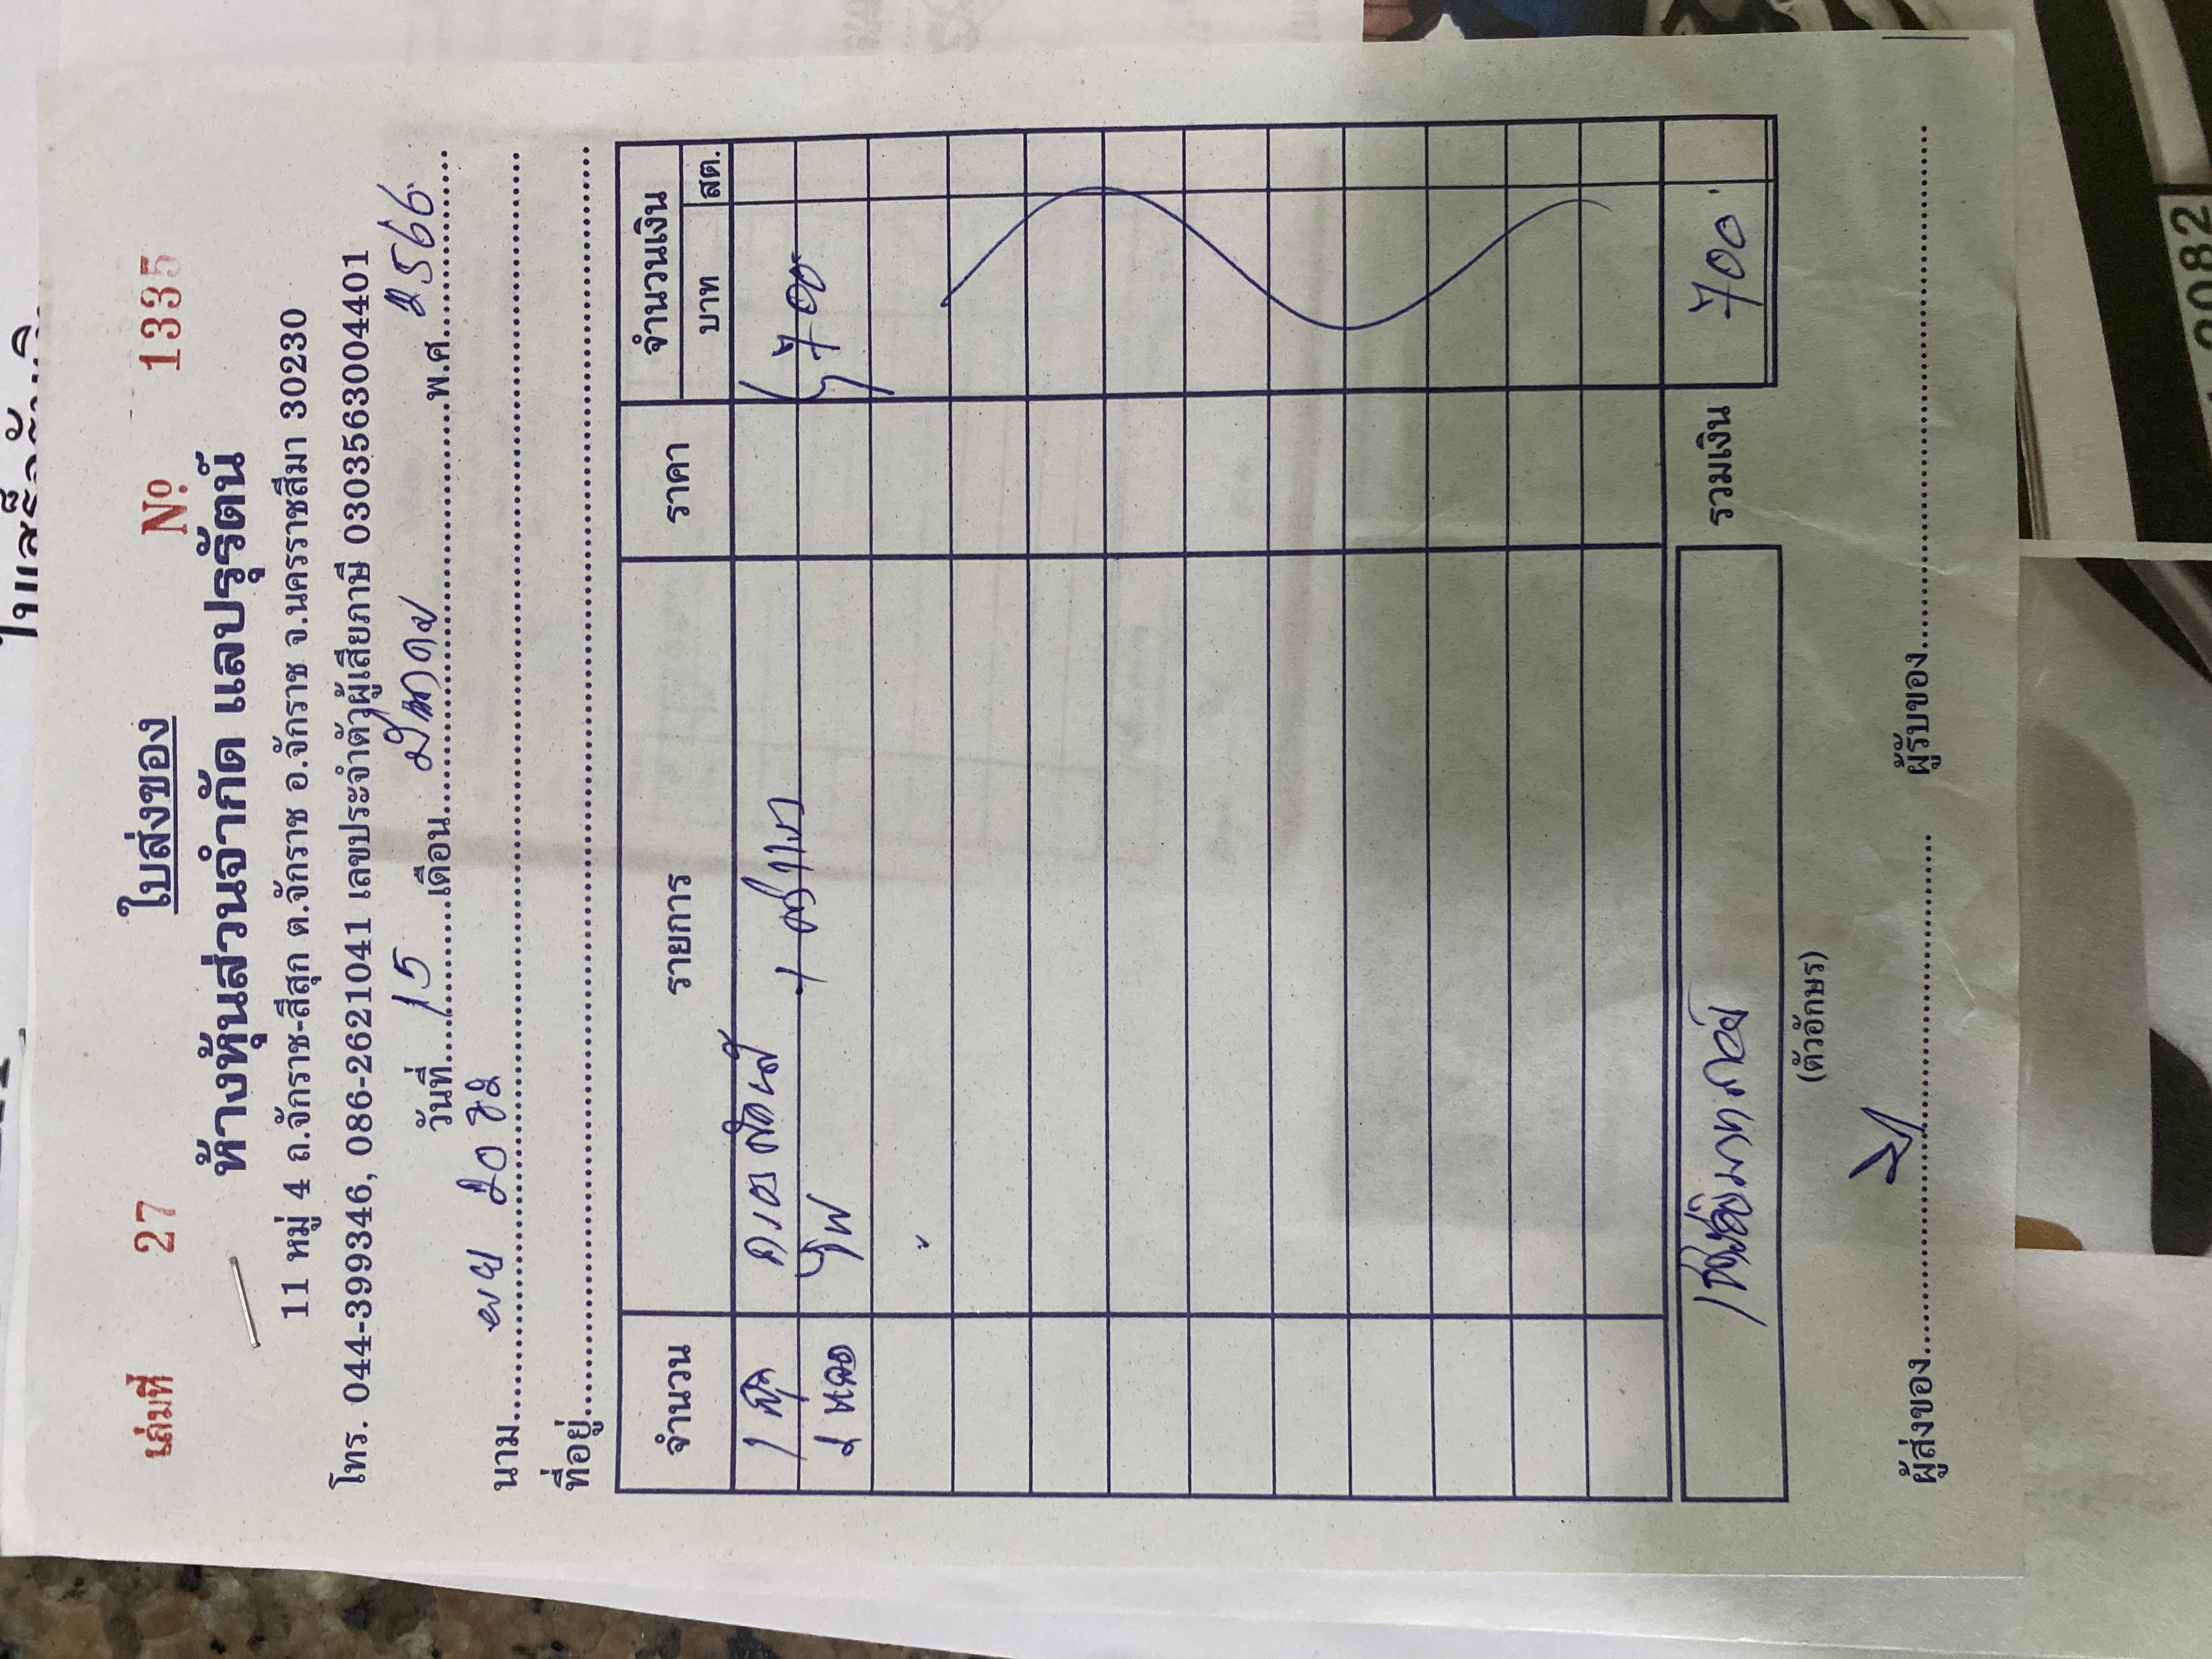 เล่มที่ 27 ใบส่งของ Nº 1335
ห้างหุ้นส่วนจำกัด แลปรุรัตน์
11 หมู่ 4 ถ.จักราช-สีสุก ต.จักราช อ.จักราช จ.นครราชสีมา 30230
โทร. 044-399346, 086-2621041 เลขประจำตัวผู้เสียภาษี 0303563004401
วันที่ 15 เดือน มีนาคม พ.ศ. 2566
นาม
ที่อยู่
จำนวน รายการ ราคา จำนวนเงิน
บาท สต.
1 ชุด
700
รวมเงิน 700
เจ็ดร้อยบาทถ้วน
(ตัวอักษร)
ผู้ส่งของ ผู้รับของ
2082